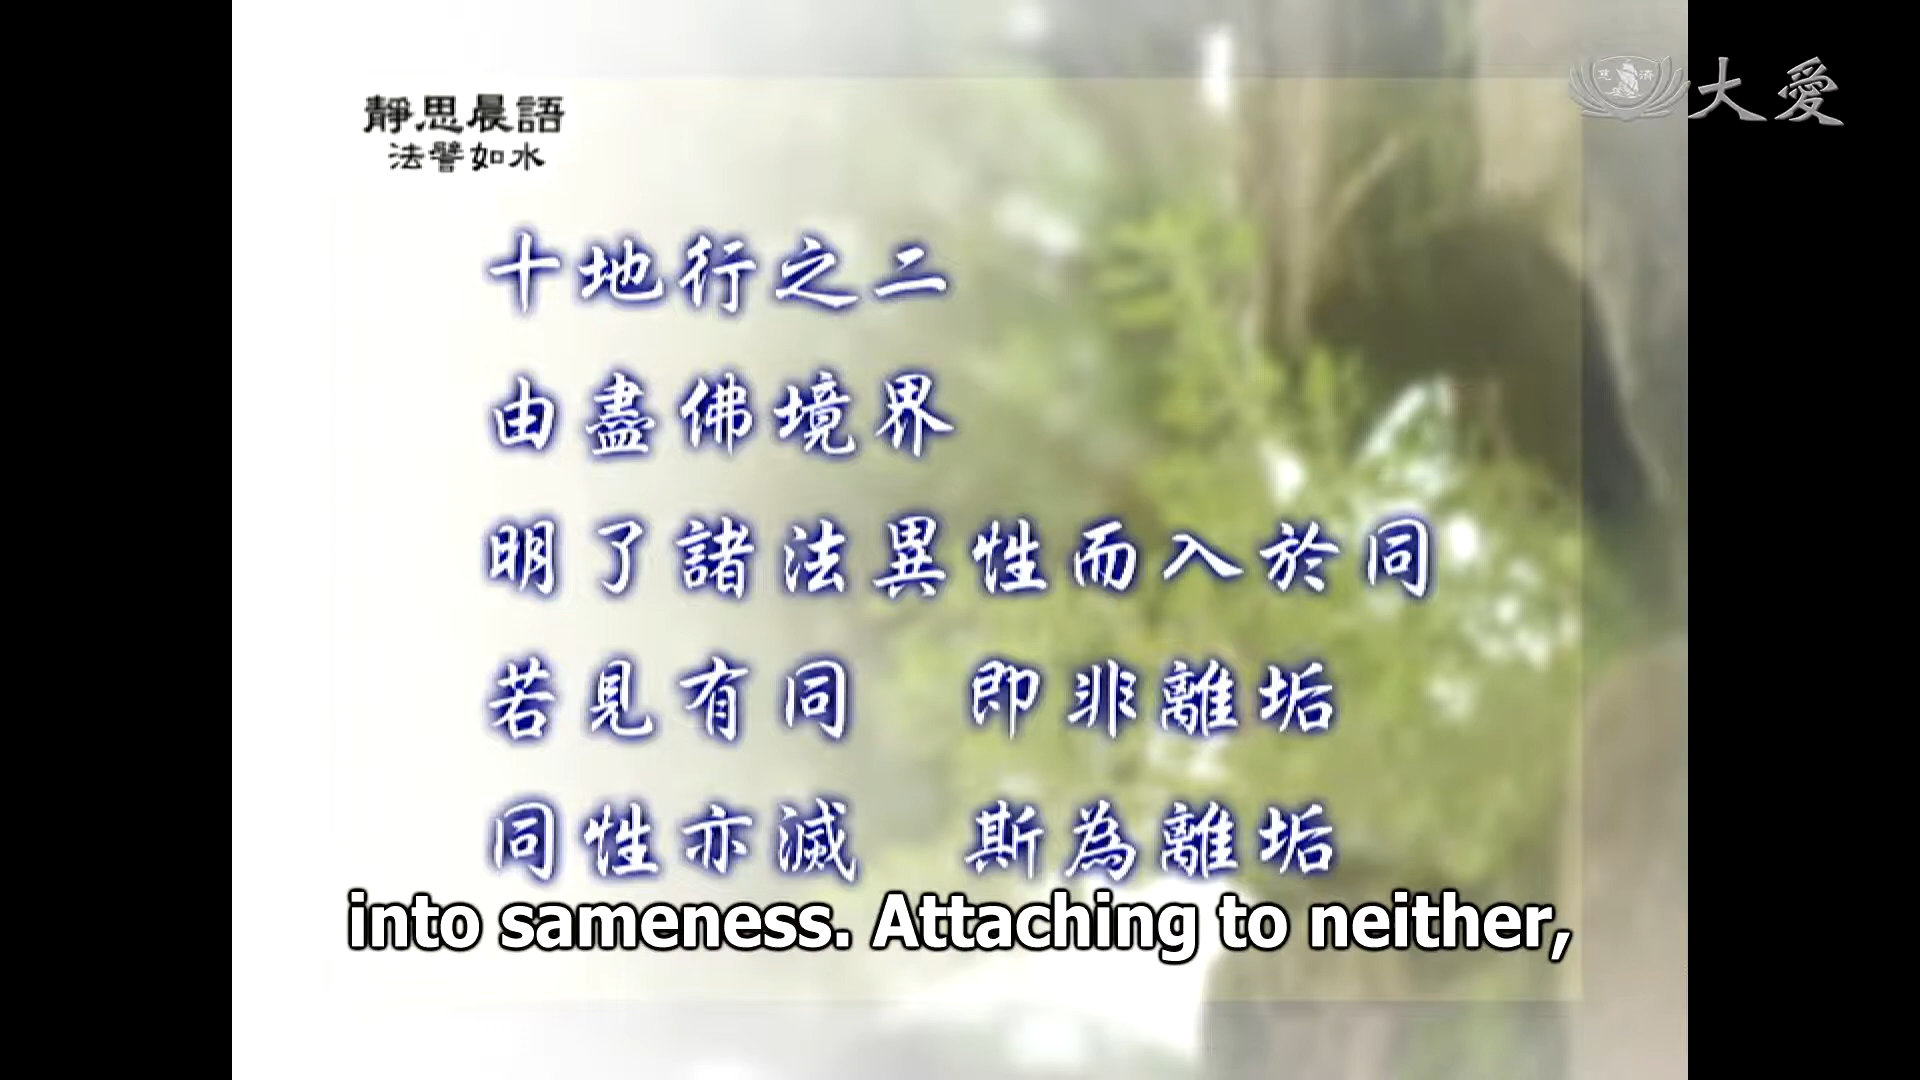 靜思晨語
法譬如水
慈濟
大愛
十地行之二
由盡佛境界
明了諸法異性而入於同
若見有同　即非離垢
同性亦滅　斯為離垢
into sameness. Attaching to neither,